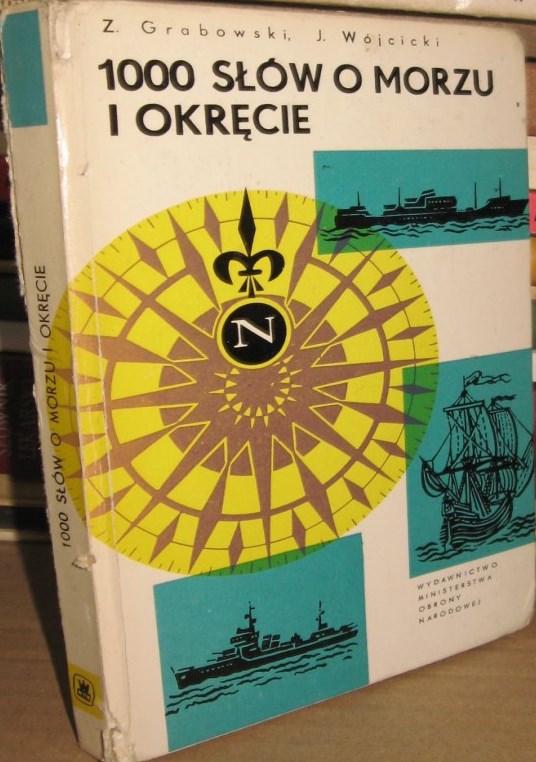 Z. Grabowski, J. Wójcicki
1000 SŁÓW O MORZU
I OKRĘCIE
N
WYDAWNICTWO
MINISTERSTWA
OBRONY
NARODOWEJ
1000 SŁÓW O MORZU I OKRĘCIE